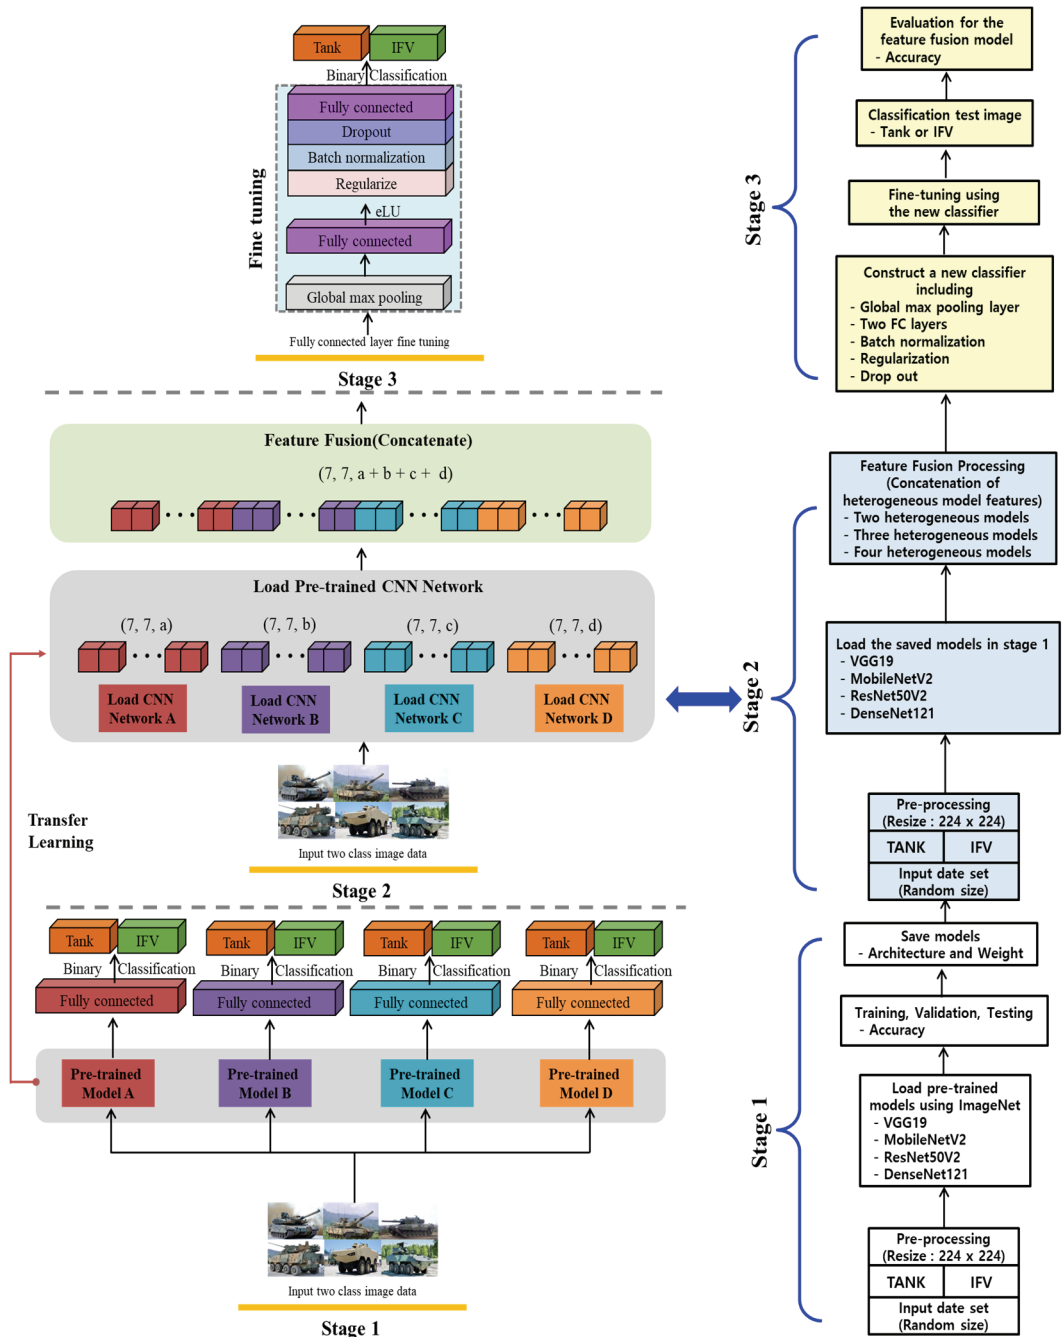 Tank
IFV
Binary Classification
Fully connected
Dropout
Batch normalization
Regularize
eLU
Fully connected
Global max pooling
Fine tuning
Fully connected layer fine tuning
Stage 3
Feature Fusion(Concatenate)
(7, 7, a + b + c + d)
Load Pre-trained CNN Network
(7, 7, a)
(7, 7, b)
(7, 7, c)
(7, 7, d)
Load CNN
Network A
Load CNN
Network B
Load CNN
Network C
Load CNN
Network D
Transfer
Learning
Input two class image data
Stage 2
Tank
IFV
Tank
IFV
Tank
IFV
Tank
IFV
Binary Classification
Binary Classification
Binary Classification
Binary Classification
Fully connected
Fully connected
Fully connected
Fully connected
Pre-trained
Model A
Pre-trained
Model B
Pre-trained
Model C
Pre-trained
Model D
Input two class image data
Stage 1
Stage 3
Evaluation for the
feature fusion model
- Accuracy
Classification test image
- Tank or IFV
Fine-tuning using
the new classifier
Construct a new classifier
including
- Global max pooling layer
- Two FC layers
- Batch normalization
- Regularization
- Drop out
Stage 2
Feature Fusion Processing
(Concatenation of
heterogeneous model features)
- Two heterogeneous models
- Three heterogeneous models
- Four heterogeneous models
Load the saved models in stage 1
- VGG19
- MobileNetV2
- ResNet50V2
- DenseNet121
Pre-processing
(Resize : 224 x 224)
TANK
IFV
Input date set
(Random size)
Stage 1
Save models
- Architecture and Weight
Training, Validation, Testing
- Accuracy
Load pre-trained
models using ImageNet
- VGG19
- MobileNetV2
- ResNet50V2
- DenseNet121
Pre-processing
(Resize : 224 x 224)
TANK
IFV
Input date set
(Random size)